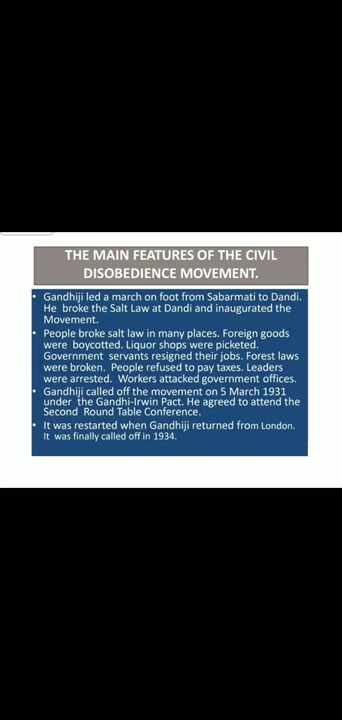 THE MAIN FEATURES OF THE CIVIL
DISOBEDIENCE MOVEMENT.
• Gandhiji led a march on foot from Sabarmati to Dandi.
He broke the Salt Law at Dandi and inaugurated the
Movement.
• People broke salt law in many places. Foreign goods
were boycotted. Liquor shops were picketed.
Government servants resigned their jobs. Forest laws
were broken. People refused to pay taxes. Leaders
were arrested. Workers attacked government offices.
• Gandhiji called off the movement on 5 March 1931
under the Gandhi-Irwin Pact. He agreed to attend the
Second Round Table Conference.
• It was restarted when Gandhiji returned from London.
It was finally called off in 1934.